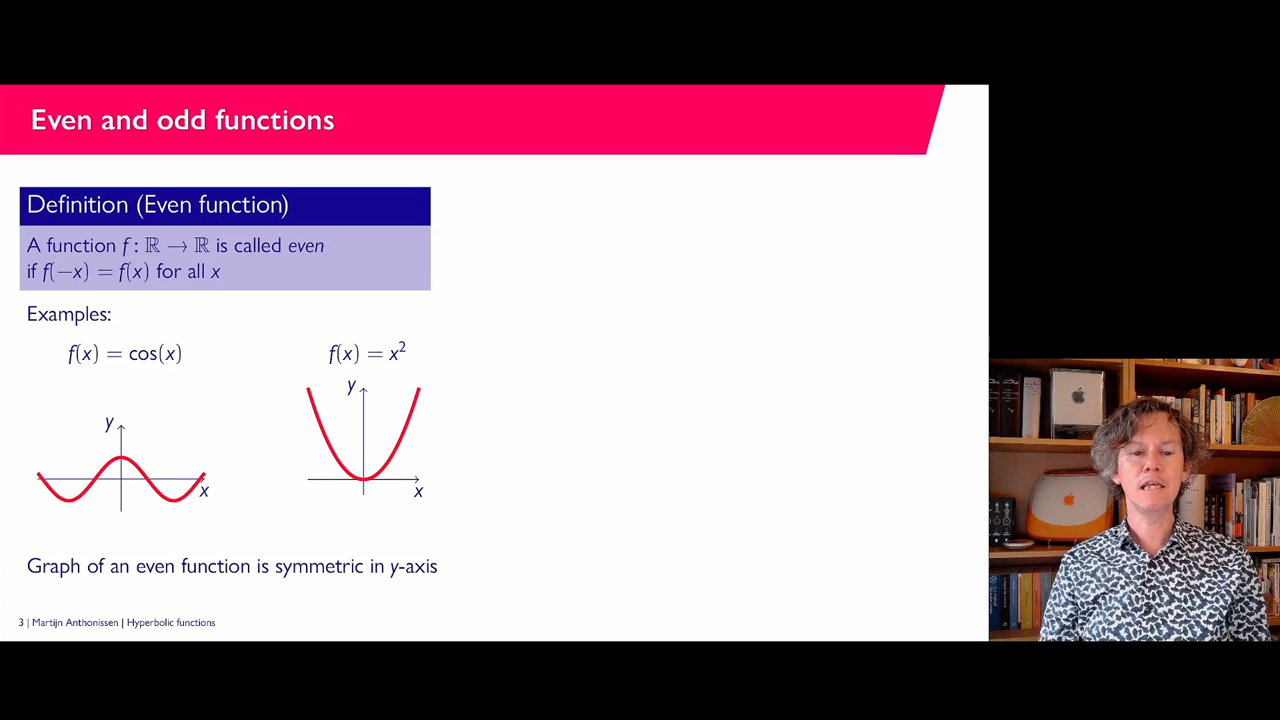 Even and odd functions
Definition (Even function)
A function f : ℝ → ℝ is called even
if f(−x) = f(x) for all x
Examples:
f(x) = cos(x)
f(x) = x²
y
x
y
x
Graph of an even function is symmetric in y-axis
3 | Martijn Anthonissen | Hyperbolic functions